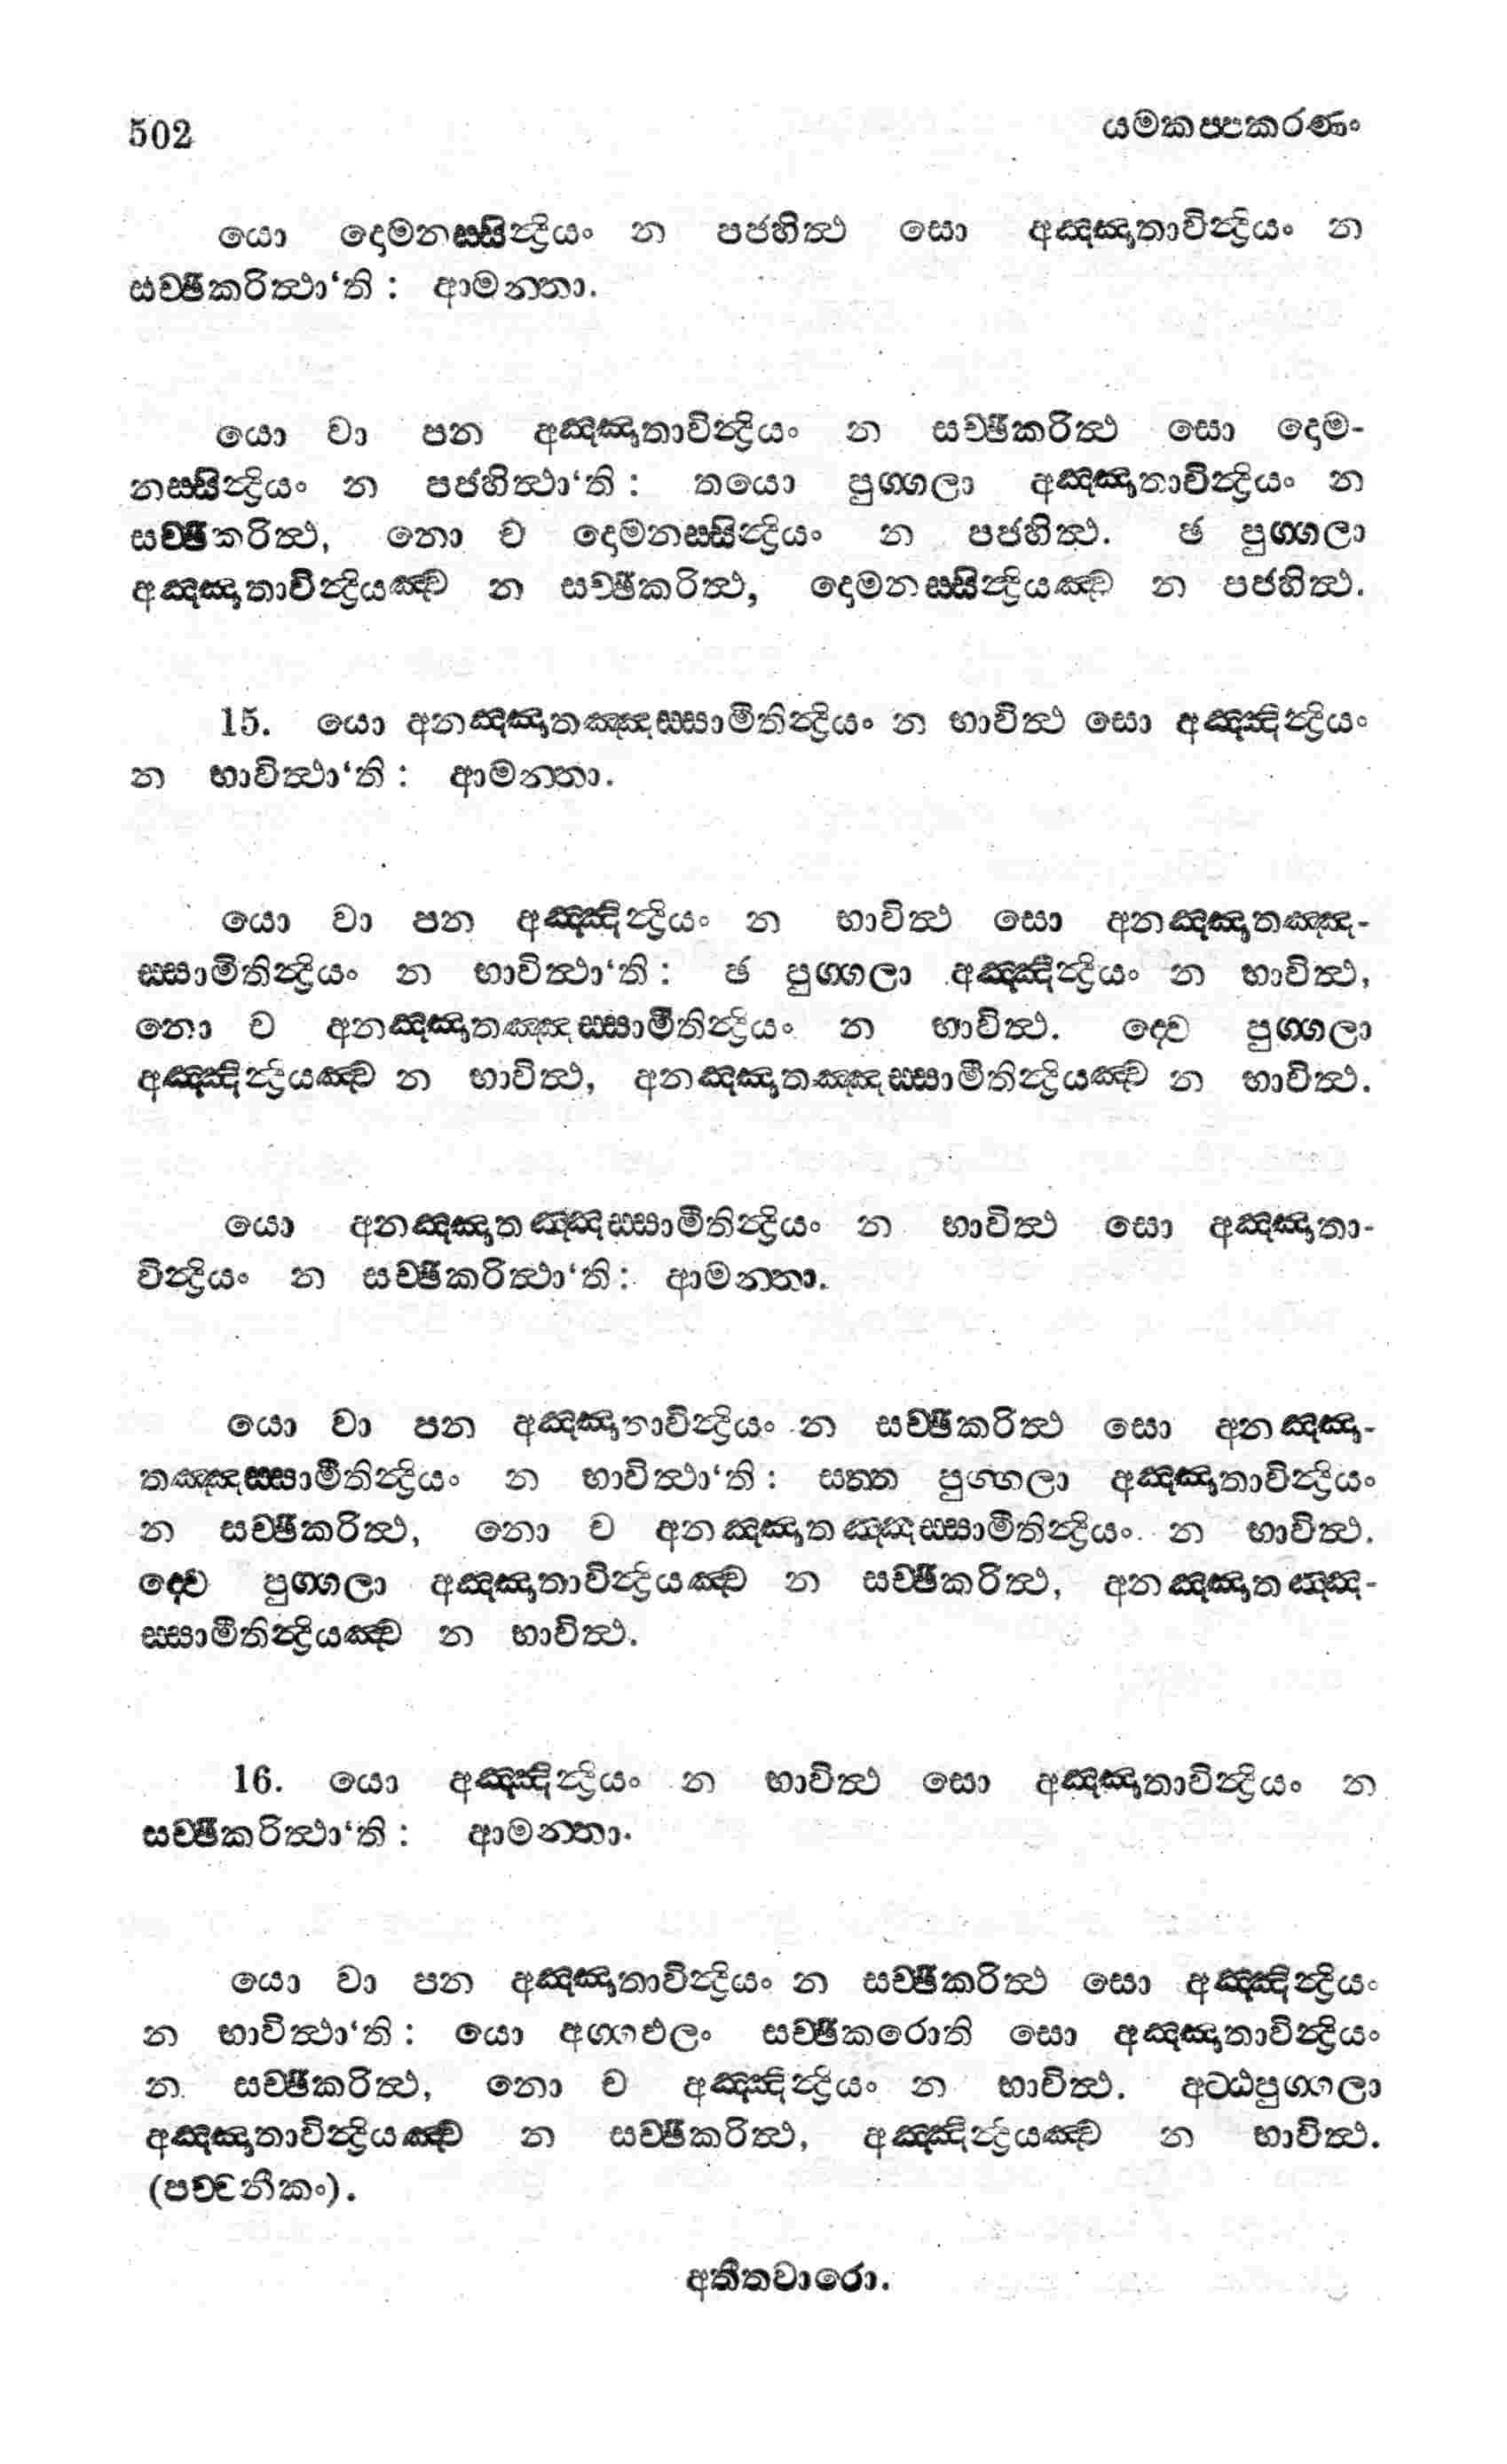 502 යමකප්පකරණං
යො දොමනස්සින්ද්‍රියං න පජහිත්ථ සො අඤ්ඤාතාවින්ද්‍රියං න
සච්ඡීකරිත්ථා‘ති : ආමන්තා.
යො වා පන අඤ්ඤාතාවින්ද්‍රියං න සච්ඡීකරිත්ථ සො දොම-
නස්සින්ද්‍රියං න පජහිත්ථා‘ති : තයො පුග්ගලා අඤ්ඤාතාවින්ද්‍රියං න
සච්ඡීකරිත්ථ, නො ච දොමනස්සින්ද්‍රියං න පජහිත්ථ. ඡ පුග්ගලා
අඤ්ඤාතාවින්ද්‍රියඤ්ච න සච්ඡීකරිත්ථ, දොමනස්සින්ද්‍රියඤ්ච න පජහිත්ථ.
15. යො අනඤ්ඤාතඤ්ඤස්සාමීතින්ද්‍රියං න භාවිත්ථ සො අඤ්ඤින්ද්‍රියං
න භාවිත්ථා‘ති : ආමන්තා.
යො වා පන අඤ්ඤින්ද්‍රියං න භාවිත්ථ සො අනඤ්ඤාතඤ්ඤ-
ස්සාමීතින්ද්‍රියං න භාවිත්ථා‘ති : ඡ පුග්ගලා අඤ්ඤින්ද්‍රියං න භාවිත්ථ,
නො ච අනඤ්ඤාතඤ්ඤස්සාමීතින්ද්‍රියං න භාවිත්ථ. ද්වෙ පුග්ගලා
අඤ්ඤින්ද්‍රියඤ්ච න භාවිත්ථ, අනඤ්ඤාතඤ්ඤස්සාමීතින්ද්‍රියඤ්ච න භාවිත්ථ.
යො අනඤ්ඤාතඤ්ඤස්සාමීතින්ද්‍රියං න භාවිත්ථ සො අඤ්ඤාතා-
වින්ද්‍රියං න සච්ඡීකරිත්ථා‘ති : ආමන්තා.
යො වා පන අඤ්ඤාතාවින්ද්‍රියං න සච්ඡීකරිත්ථ සො අනඤ්ඤා-
තඤ්ඤස්සාමීතින්ද්‍රියං න භාවිත්ථා‘ති : සත්ත පුග්ගලා අඤ්ඤාතාවින්ද්‍රියං
න සච්ඡීකරිත්ථ, නො ච අනඤ්ඤාතඤ්ඤස්සාමීතින්ද්‍රියං න භාවිත්ථ.
ද්වෙ පුග්ගලා අඤ්ඤාතාවින්ද්‍රියඤ්ච න සච්ඡීකරිත්ථ, අනඤ්ඤාතඤ්ඤ-
ස්සාමීතින්ද්‍රියඤ්ච න භාවිත්ථ.
16. යො අඤ්ඤින්ද්‍රියං න භාවිත්ථ සො අඤ්ඤාතාවින්ද්‍රියං න
සච්ඡීකරිත්ථා‘ති : ආමන්තා.
යො වා පන අඤ්ඤාතාවින්ද්‍රියං න සච්ඡීකරිත්ථ සො අඤ්ඤින්ද්‍රියං
න භාවිත්ථා‘ති : යො අග්ගඵලං සච්ඡීකරොති සො අඤ්ඤාතාවින්ද්‍රියං
න සච්ඡීකරිත්ථ, නො ච අඤ්ඤින්ද්‍රියං න භාවිත්ථ. අට්ඨපුග්ගලා
අඤ්ඤාතාවින්ද්‍රියඤ්ච න සච්ඡීකරිත්ථ, අඤ්ඤින්ද්‍රියඤ්ච න භාවිත්ථ.
(පච්චනීකං).
අතීතවාරො.